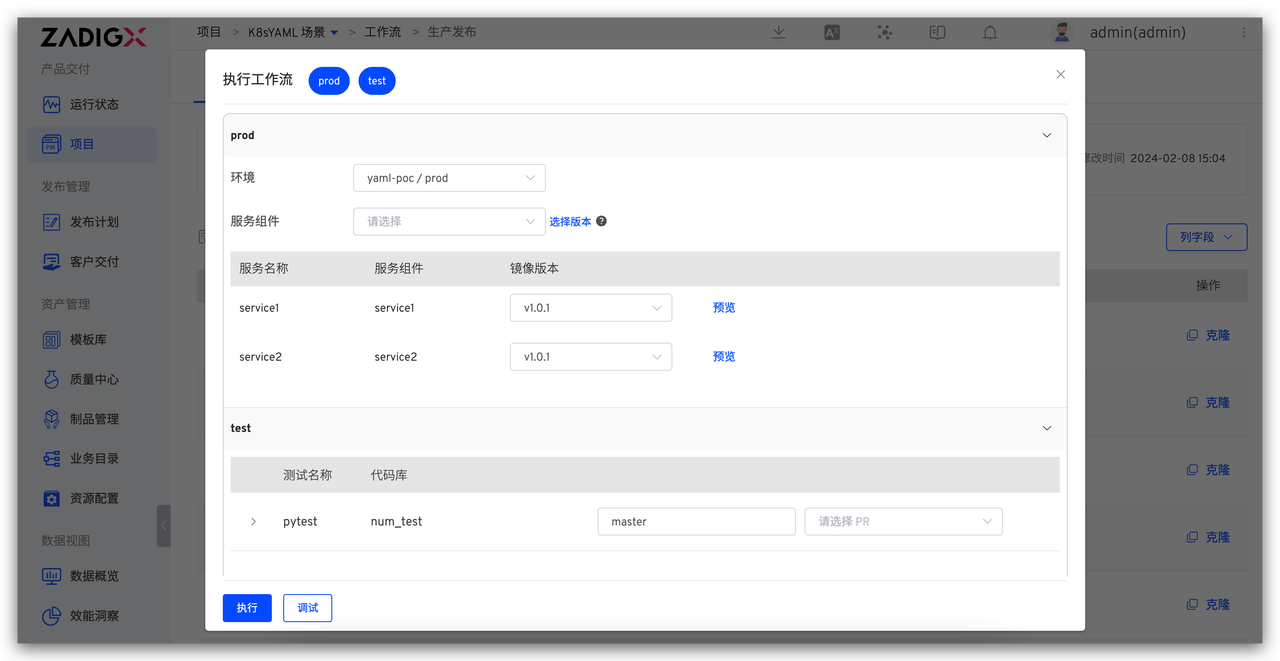 ZADIGX
项目 > K8sYAML 场景 > 工作流 > 生产发布
admin(admin)
产品交付
运行状态
项目
发布管理
发布计划
客户交付
资产管理
模板库
质量中心
制品管理
业务目录
资源配置
数据视图
数据概览
效能洞察
执行工作流 prod test
prod
环境 yaml-poc / prod
服务组件 请选择 选择版本
服务名称 服务组件 镜像版本
service1 service1 v1.0.1 预览
service2 service2 v1.0.1 预览
test
测试名称 代码库
pytest num_test master 请选择 PR
执行 调试
改时间 2024-02-08 15:04
列字段
操作
克隆
克隆
克隆
克隆
克隆